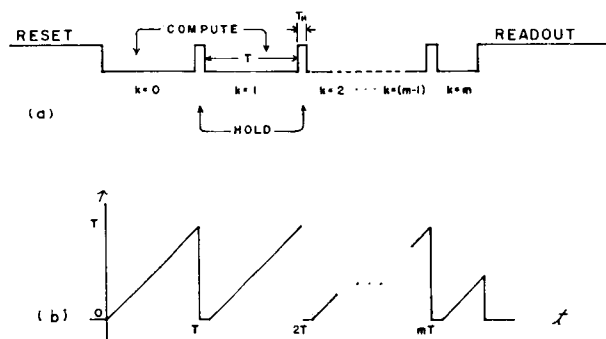 T_H
RESET COMPUTE READOUT
T
k=0 k=1 k=2 ··· k=(m-1) k=m
(a)
HOLD
τ
T
0
(b)
T 2T ··· mT t